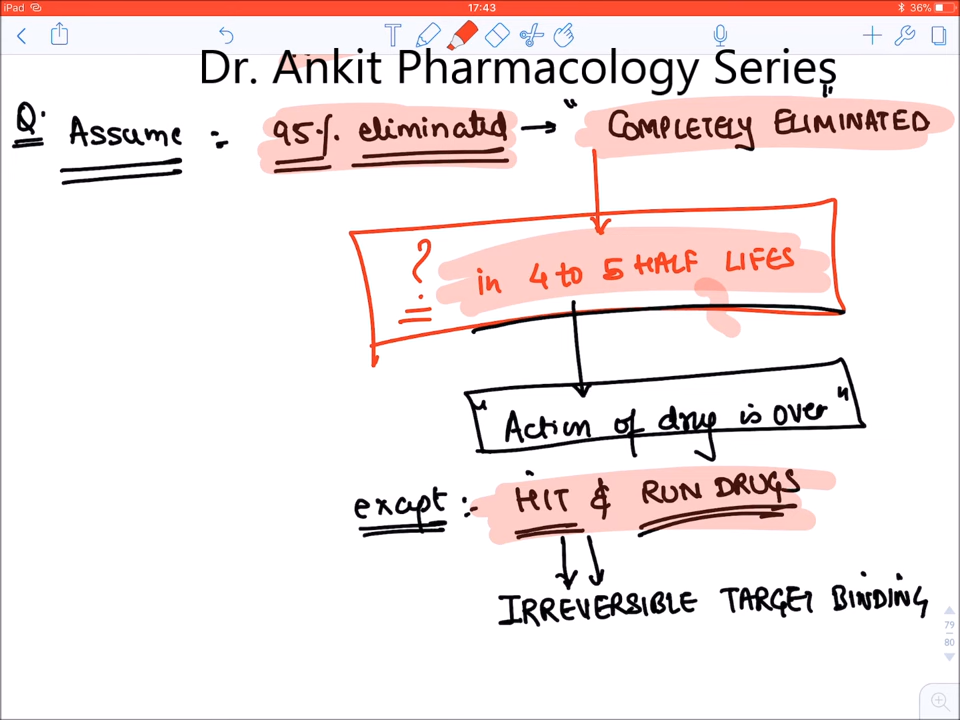 iPad
17:43
36%
T
Dr. Ankit Pharmacology Series
Q: Assume :- 95% eliminated → " COMPLETELY ELIMINATED "
? in 4 to 5 HALF LIFES
" Action of drug is over "
exapt :- HIT & RUN DRUGS
IRREVERSIBLE TARGET BINDING
79
80